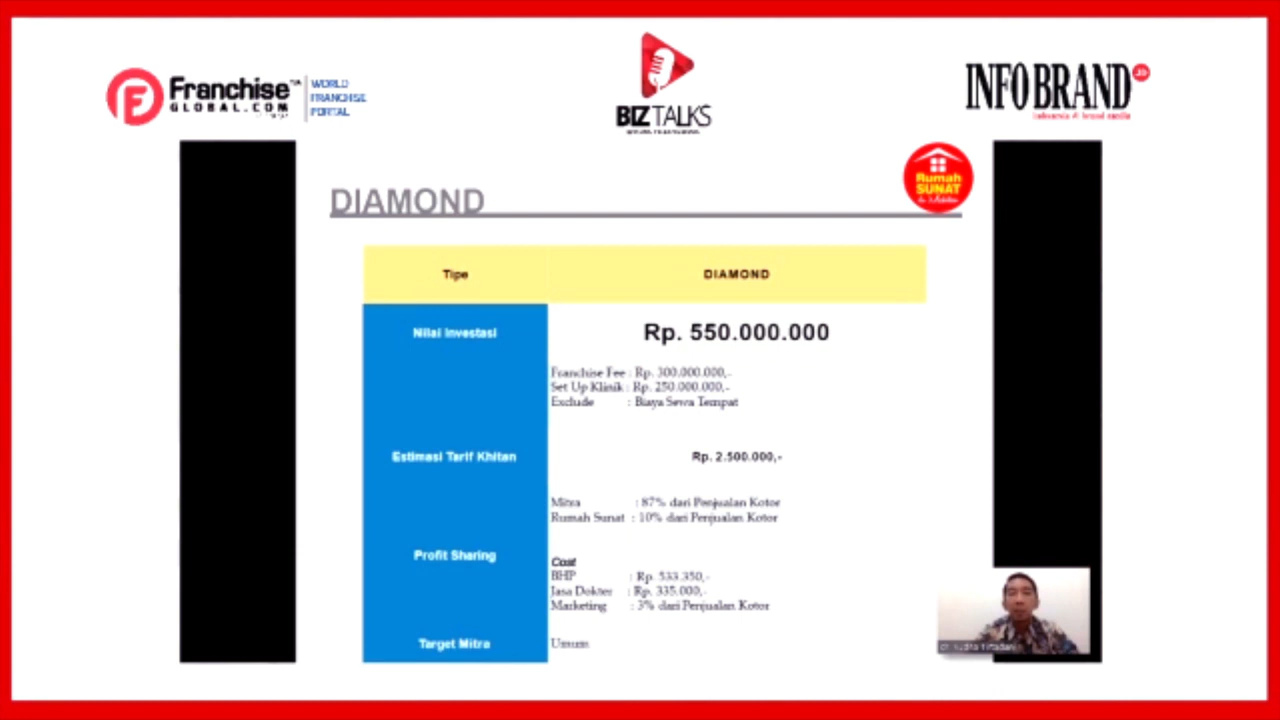 Franchise
GLOBAL.COM
WORLD
FRANCHISE
PORTAL
BIZTALKS
INFOBRAND
Rumah
SUNAT
DIAMOND
Tipe DIAMOND
Nilai Investasi Rp. 550.000.000
Franchise Fee : Rp. 300.000.000,-
Set Up Klinik : Rp. 250.000.000,-
Exclude : Biaya Sewa Tempat
Estimasi Tarif Khitan Rp. 2.500.000,-
Mitra : 87% dari Penjualan Kotor
Rumah Sunat : 10% dari Penjualan Kotor
Profit Sharing
Cost
BHP : Rp. 533.350,-
Jasa Dokter : Rp. 335.000,-
Marketing : 3% dari Penjualan Kotor
Target Mitra Umum